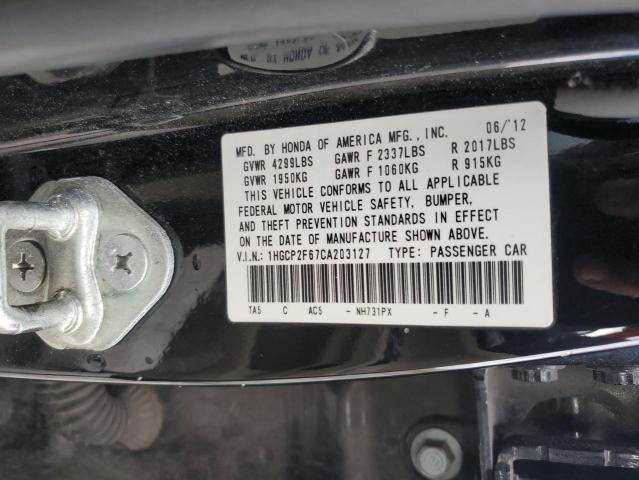 MFD. BY HONDA OF AMERICA MFG., INC. 06/'12
GVWR 4299LBS GAWR F 2337LBS R 2017LBS
GVWR 1950KG GAWR F 1060KG R 915KG
THIS VEHICLE CONFORMS TO ALL APPLICABLE
FEDERAL MOTOR VEHICLE SAFETY, BUMPER,
AND THEFT PREVENTION STANDARDS IN EFFECT
ON THE DATE OF MANUFACTURE SHOWN ABOVE.
V.I.N.: 1HGCP2F67CA203127 TYPE: PASSENGER CAR
TA5 C AC5 - NH731PX - F - A